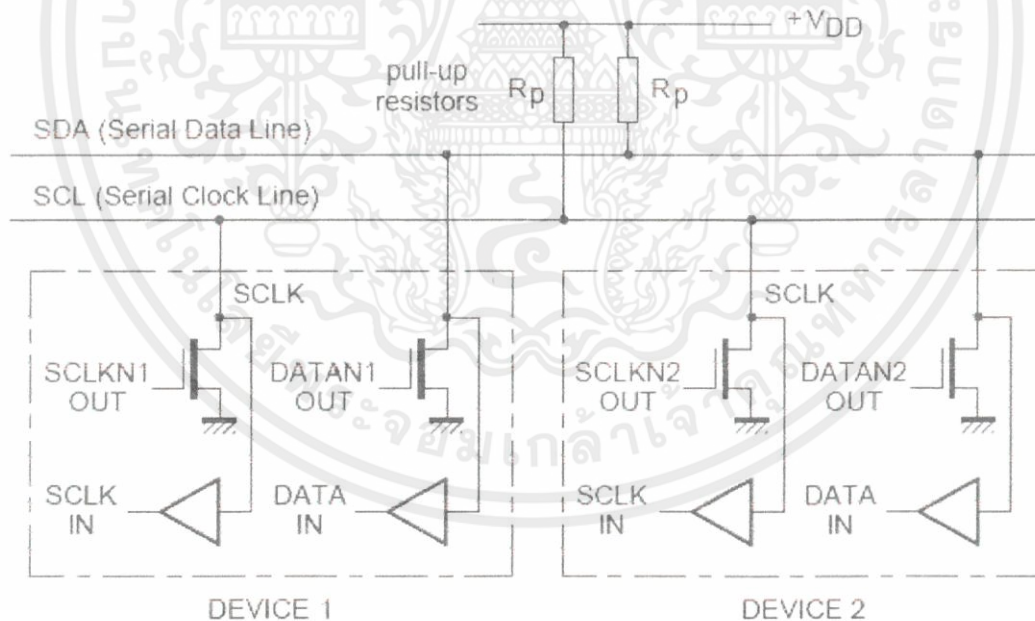 +VDD
pull-up
resistors
Rp
Rp
SDA (Serial Data Line)
SCL (Serial Clock Line)
SCLK
SCLK
SCLKN1
OUT
DATAN1
OUT
SCLKN2
OUT
DATAN2
OUT
SCLK
IN
DATA
IN
SCLK
IN
DATA
IN
DEVICE 1
DEVICE 2